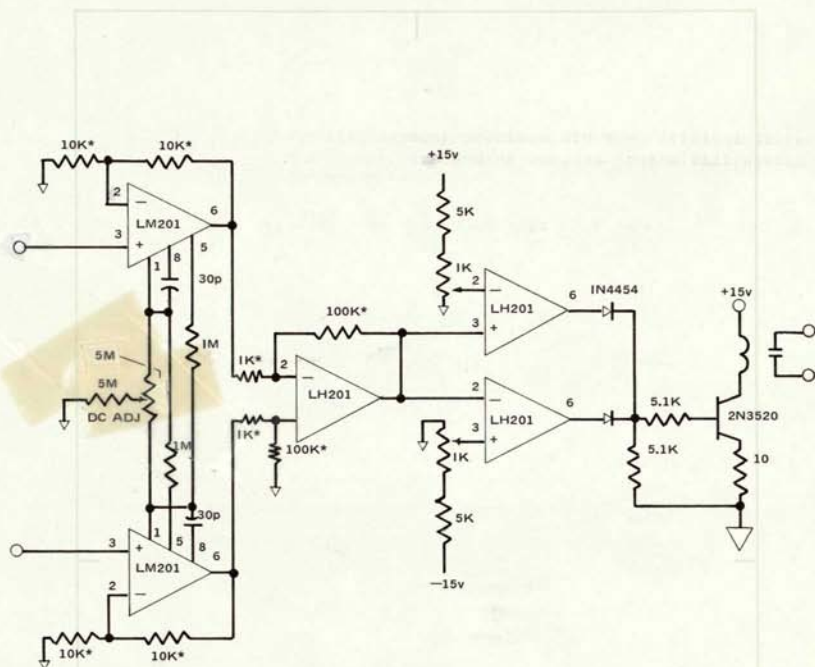 10K*
10K*
+15v
2
6
LM201
5K
3
5
8
1
30p
1K
2
6
IN4454
+15v
100K*
LH201
3
5M
1M
1K*
2
5M
LH201
2
6
5.1K
2N3520
DC ADJ
LH201
3
1K*
1K
5.1K
10
1M
100K*
30p
5K
1
5
8
3
6
LM201
2
—15v
10K*
10K*